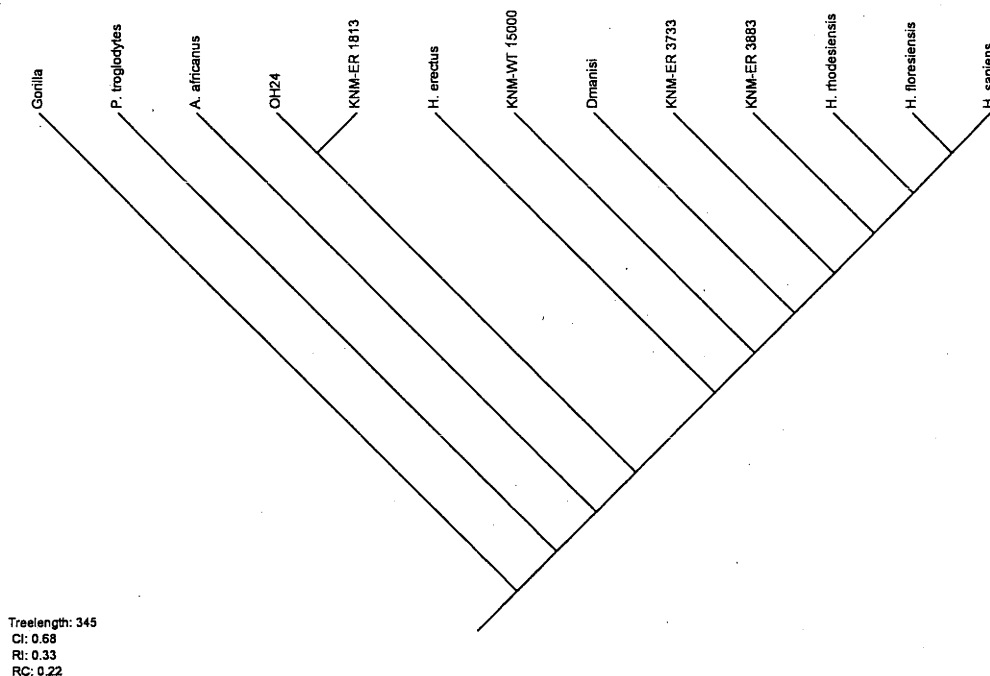 Gorilla
P. troglodytes
A. africanus
OH24
KNM-ER 1813
H. erectus
KNM-WT 15000
Dmanisi
KNM-ER 3733
KNM-ER 3883
H. rhodesiensis
H. floresiensis
H. sapiens
Treelength: 345
CI: 0.68
RI: 0.33
RC: 0.22